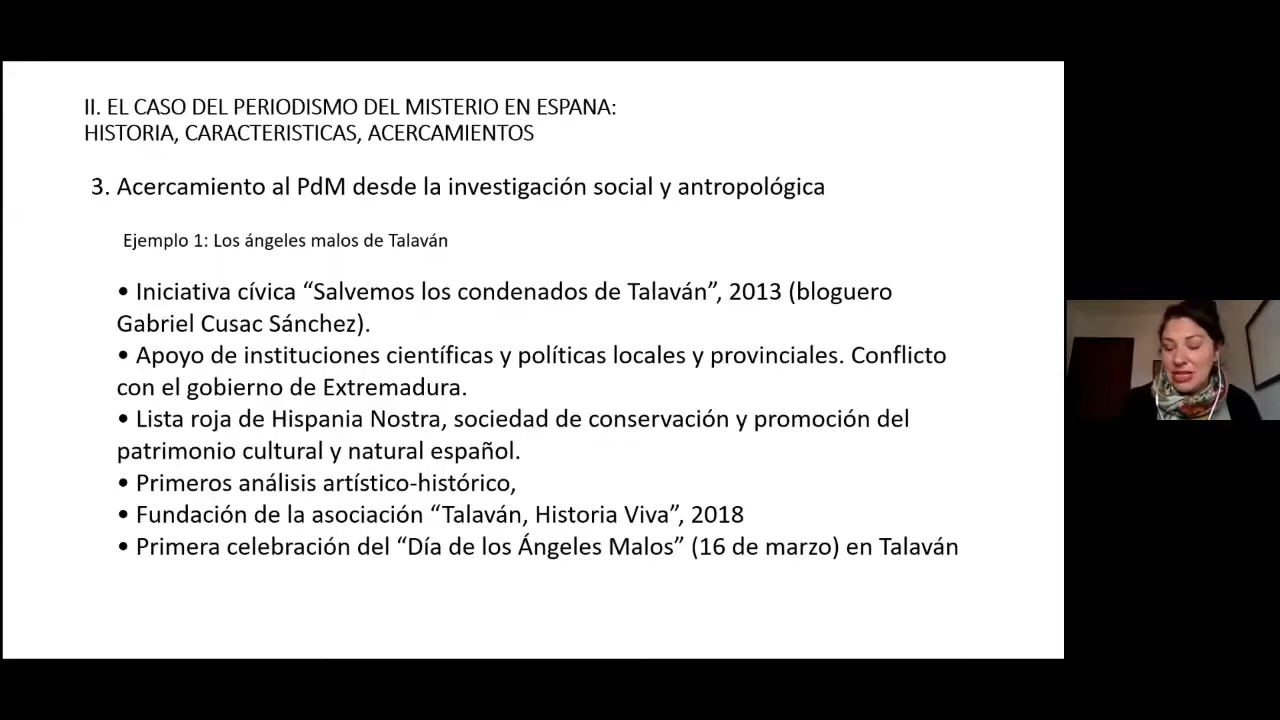 II. EL CASO DEL PERIODISMO DEL MISTERIO EN ESPANA:
HISTORIA, CARACTERISTICAS, ACERCAMIENTOS
3. Acercamiento al PdM desde la investigación social y antropológica
Ejemplo 1: Los ángeles malos de Talaván
• Iniciativa cívica “Salvemos los condenados de Talaván”, 2013 (bloguero
Gabriel Cusac Sánchez).
• Apoyo de instituciones científicas y políticas locales y provinciales. Conflicto
con el gobierno de Extremadura.
• Lista roja de Hispania Nostra, sociedad de conservación y promoción del
patrimonio cultural y natural español.
• Primeros análisis artístico-histórico,
• Fundación de la asociación “Talaván, Historia Viva”, 2018
• Primera celebración del “Día de los Ángeles Malos” (16 de marzo) en Talaván